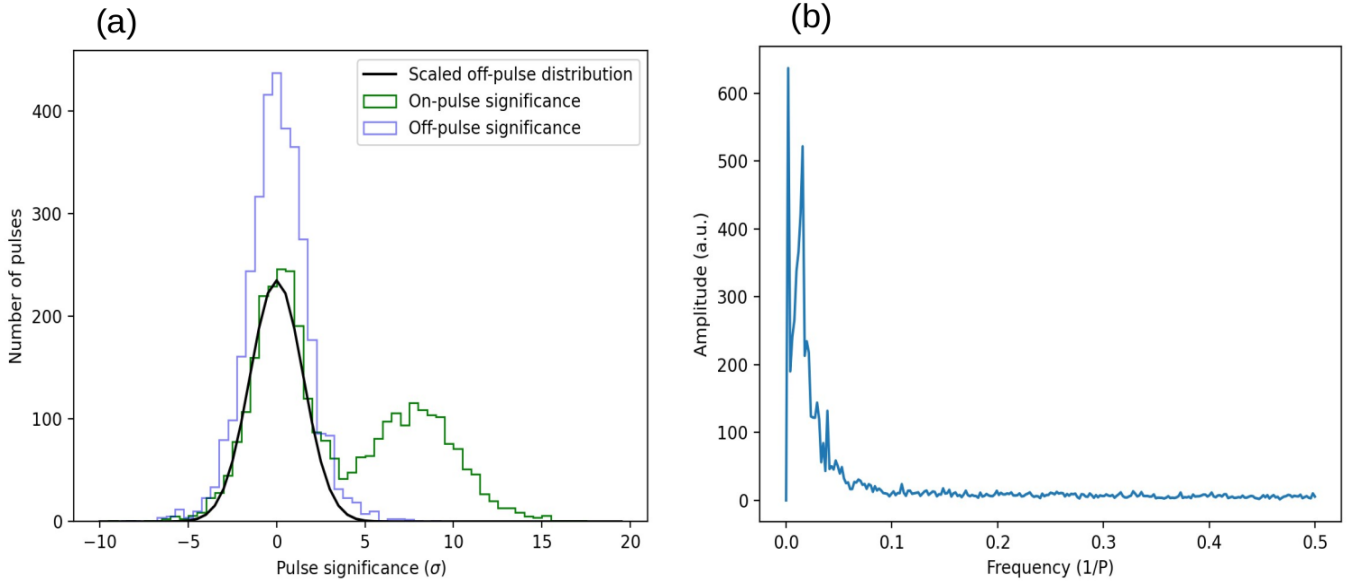 (a)
Scaled off-pulse distribution
On-pulse significance
Off-pulse significance
400
300
200
100
0
Number of pulses
−10
−5
0
5
10
15
20
Pulse significance (σ)
(b)
600
500
400
300
200
100
0
Amplitude (a.u.)
0.0
0.1
0.2
0.3
0.4
0.5
Frequency (1/P)